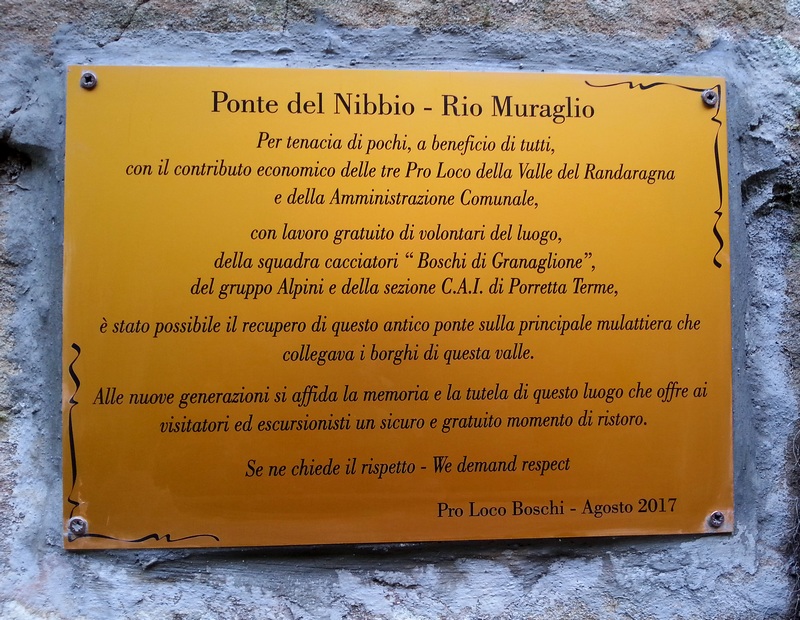 Ponte del Nibbio - Rio Muraglio
Per tenacia di pochi, a beneficio di tutti,
con il contributo economico delle tre Pro Loco della Valle del Randaragna
e della Amministrazione Comunale,
con lavoro gratuito di volontari del luogo,
della squadra cacciatori “ Boschi di Granaglione”,
del gruppo Alpini e della sezione C.A.I. di Porretta Terme,
è stato possibile il recupero di questo antico ponte sulla principale mulattiera che
collegava i borghi di questa valle.
Alle nuove generazioni si affida la memoria e la tutela di questo luogo che offre ai
visitatori ed escursionisti un sicuro e gratuito momento di ristoro.
Se ne chiede il rispetto - We demand respect
Pro Loco Boschi - Agosto 2017